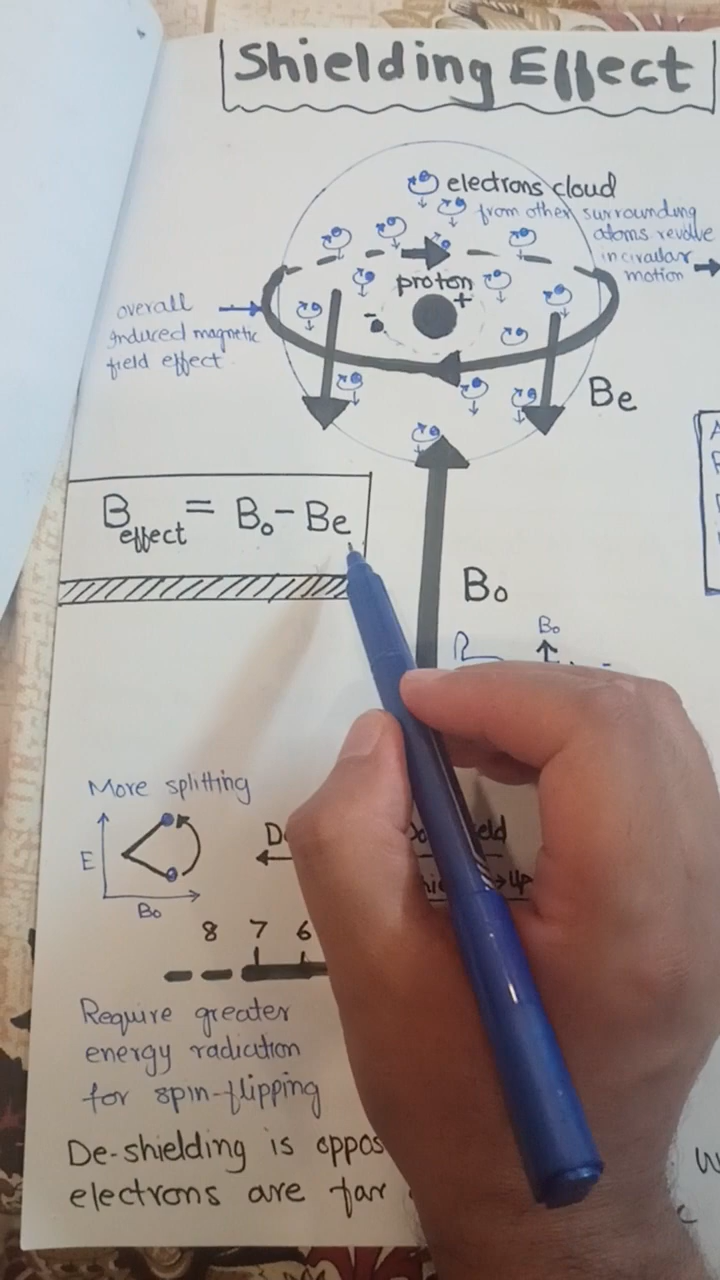 Shielding Effect
electrons cloud
from other surrounding
atoms revolve
in circular
motion
proton
+
-
overall
induced magnetic
field effect
Be
Beffect = Bo - Be
Bo
Bo
More splitting
E
Bo
8 7 6
Require greater
energy radiation
for spin-flipping
De-shielding is oppos
electrons are far